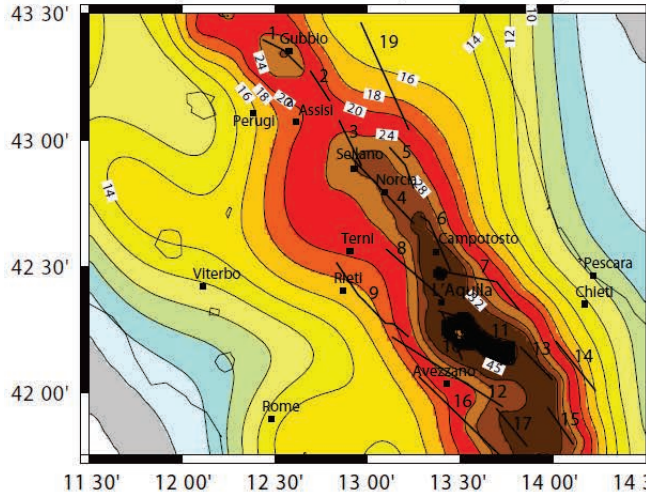 10
12
14
1
Gubbio
19
24
2
16
16
18
20
18
Assisi
20
Perugi
24
43 00'
3
Sellano
5
14
Norcia
28
4
6
Terni
8
Campotosto
42 30'
Viterbo
Rieti
7
Pescara
9
L'Aquila
32
Chieti
11
13
14
45
Avezzano
42 00'
12
16
Rome
17
15
11 30' 12 00' 12 30' 13 00' 13 30' 14 00' 14 3